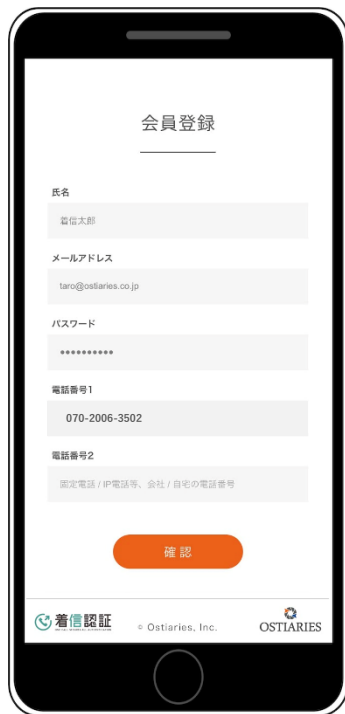 会員登録
氏名
着信太郎
メールアドレス
taro@ostiaries.co.jp
パスワード
••••••••••
電話番号1
070-2006-3502
電話番号2
固定電話 / IP電話等、会社 / 自宅の電話番号
確認
着信認証
© Ostiaries, Inc.
OSTIARIES